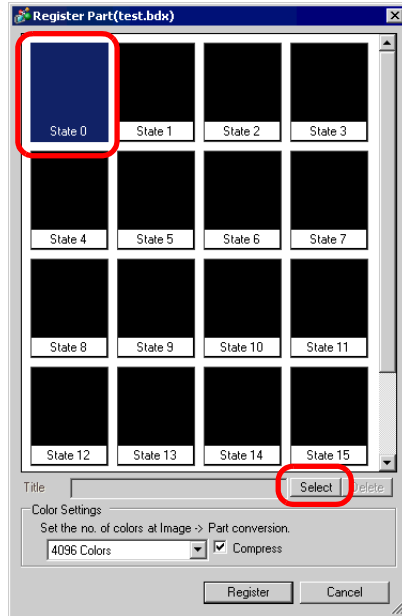 Register Part(test.bdx)
State 0 State 1 State 2 State 3
State 4 State 5 State 6 State 7
State 8 State 9 State 10 State 11
State 12 State 13 State 14 State 15
Title Select Delete
Color Settings
Set the no. of colors at Image -> Part conversion.
4096 Colors Compress
Register Cancel